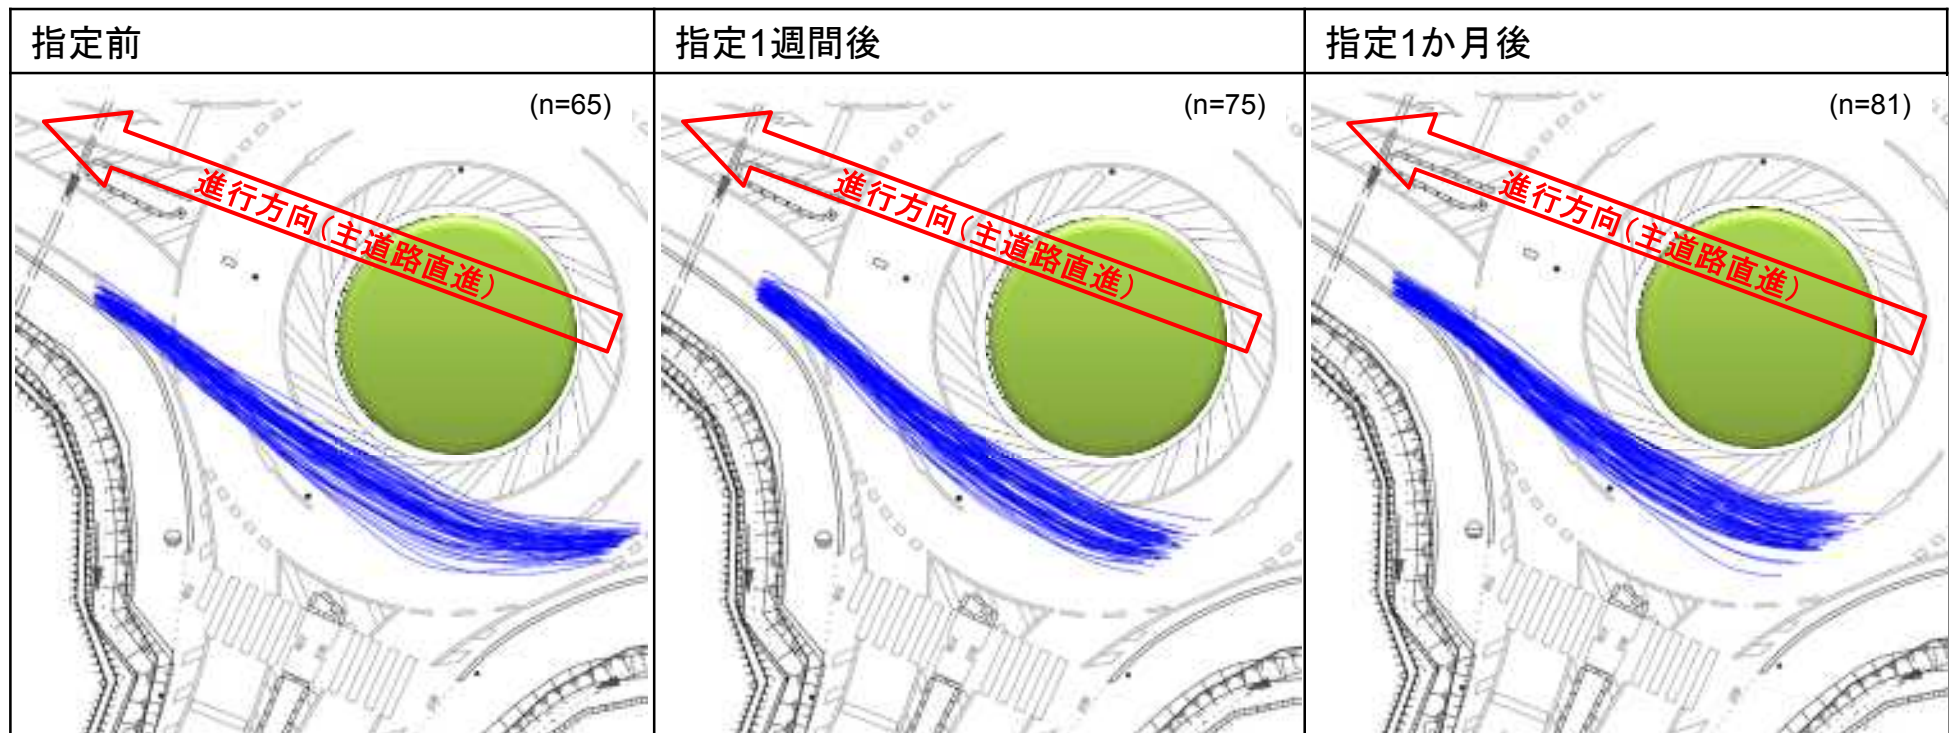 指定前
指定1週間後
指定1か月後
(n=65)
(n=75)
(n=81)
進行方向(主道路直進)
進行方向(主道路直進)
進行方向(主道路直進)